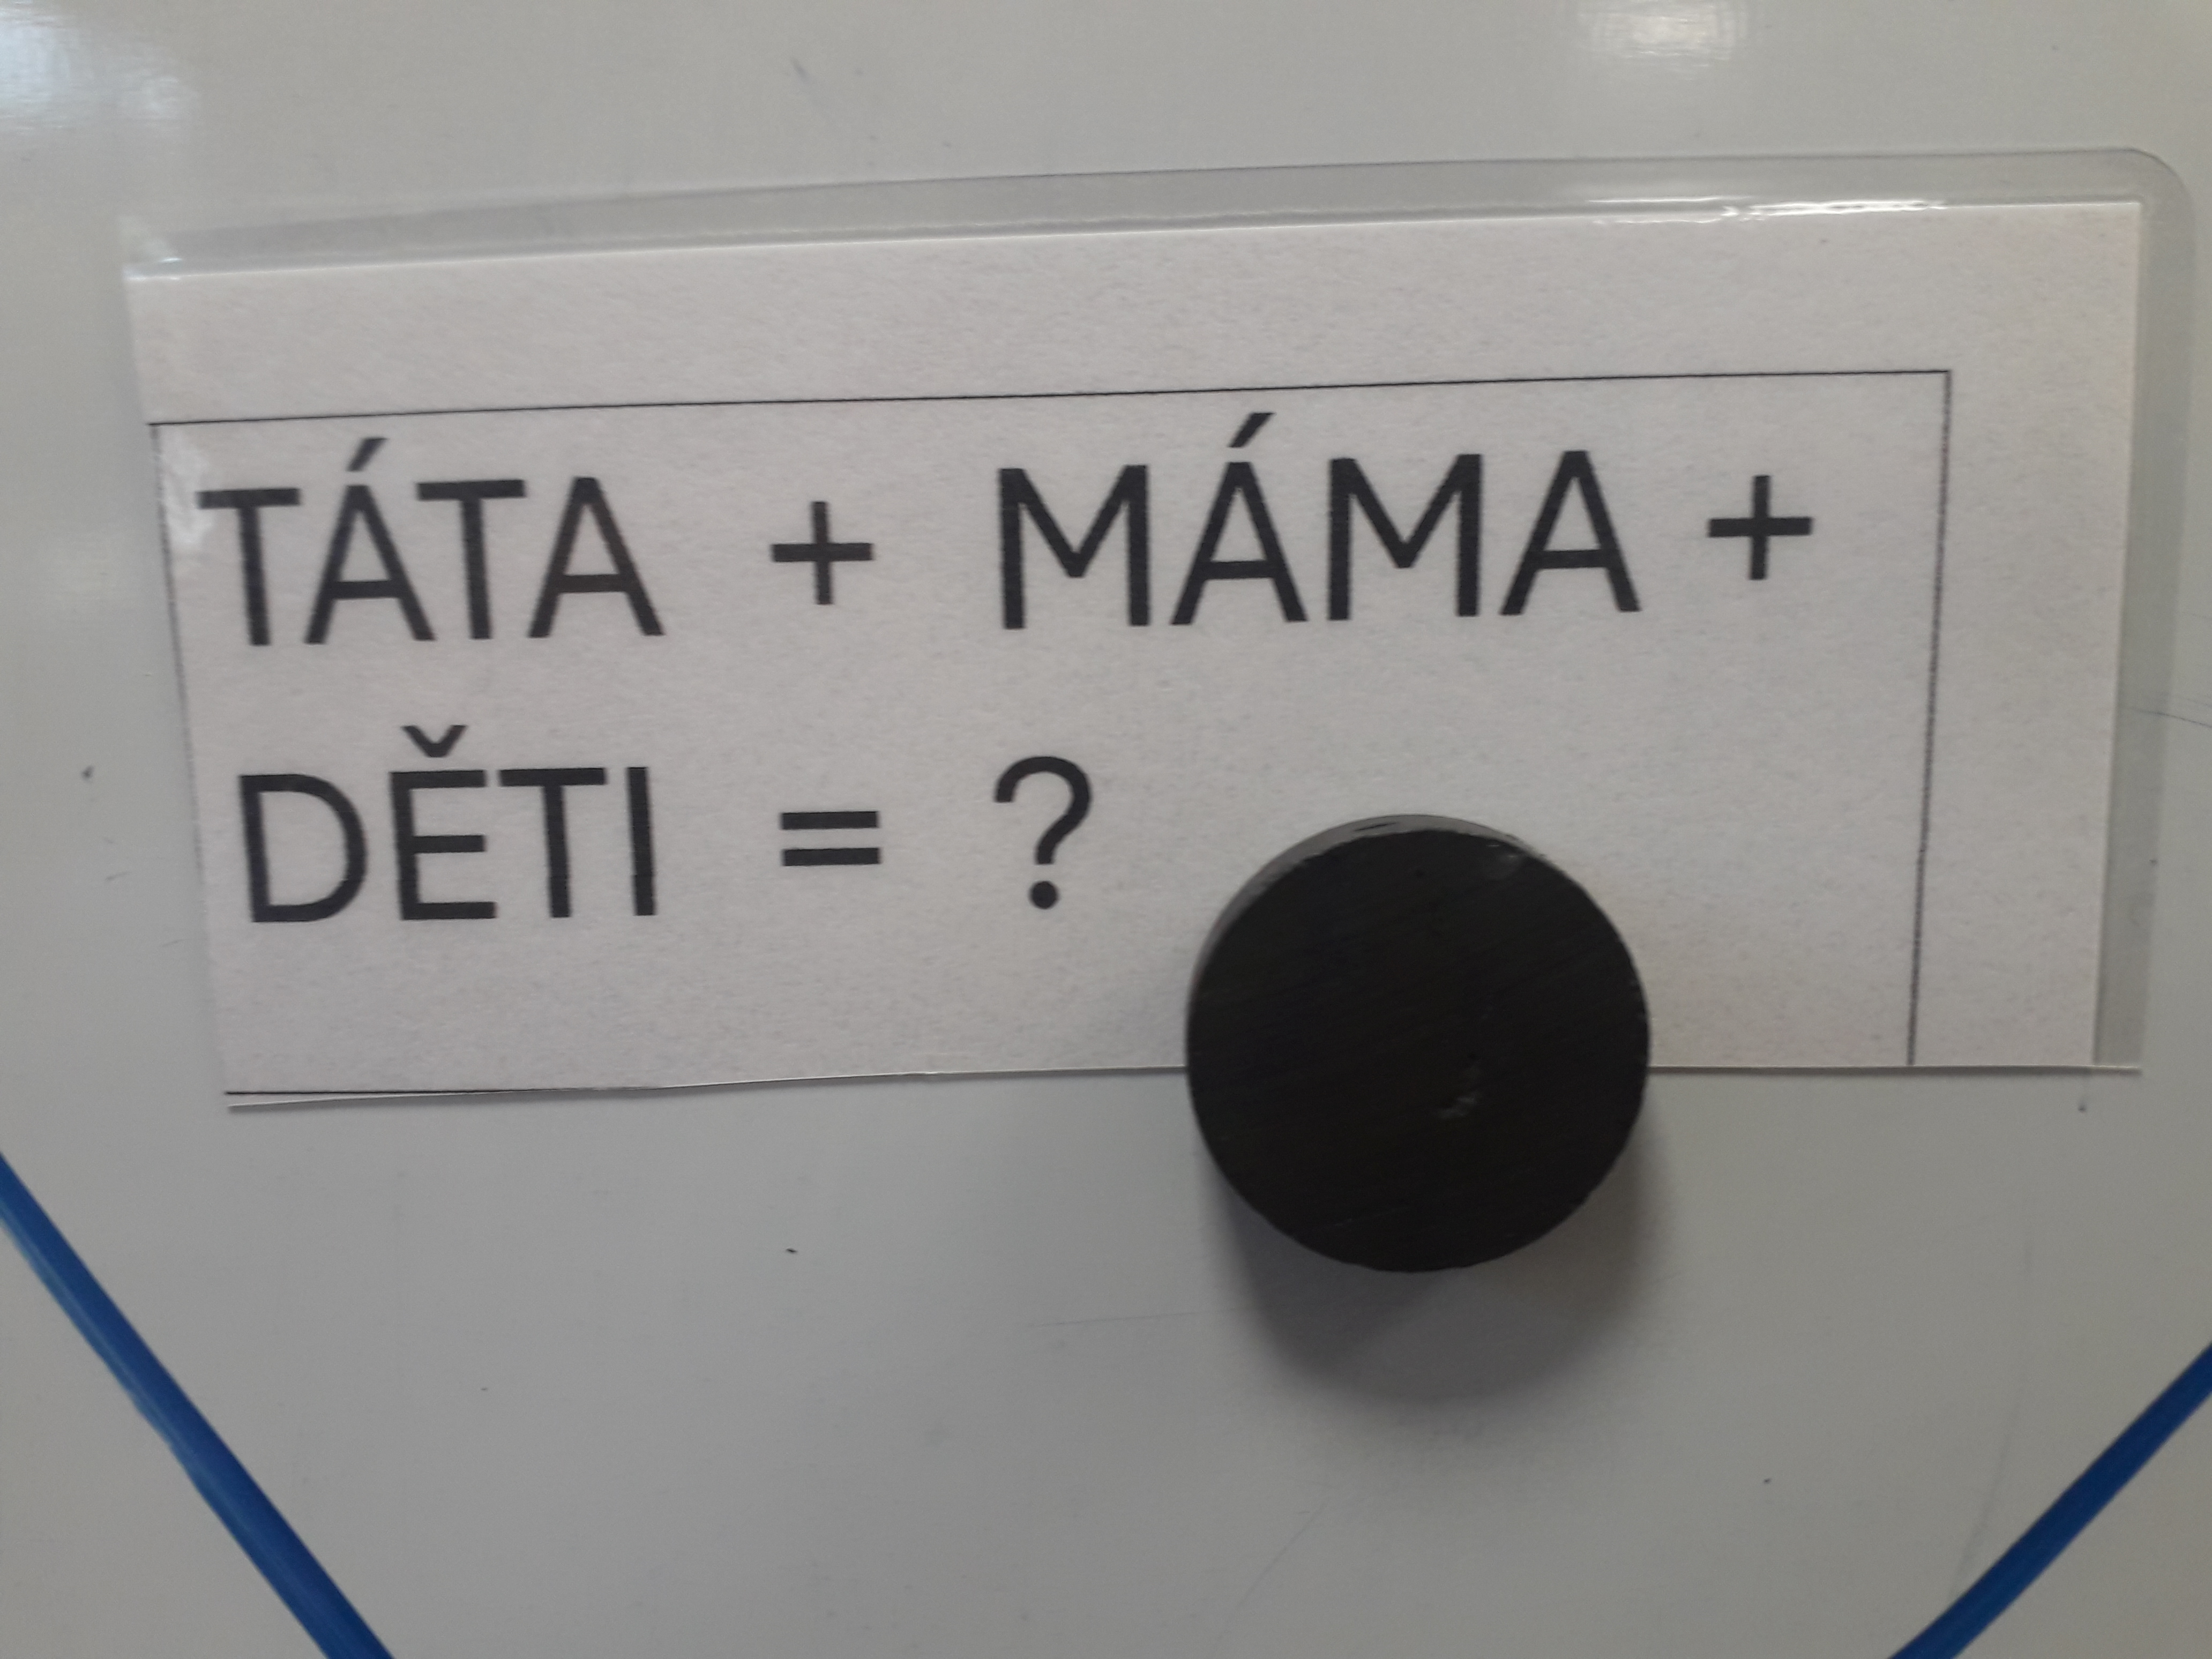 TÁTA + MÁMA +
DĚTI = ?